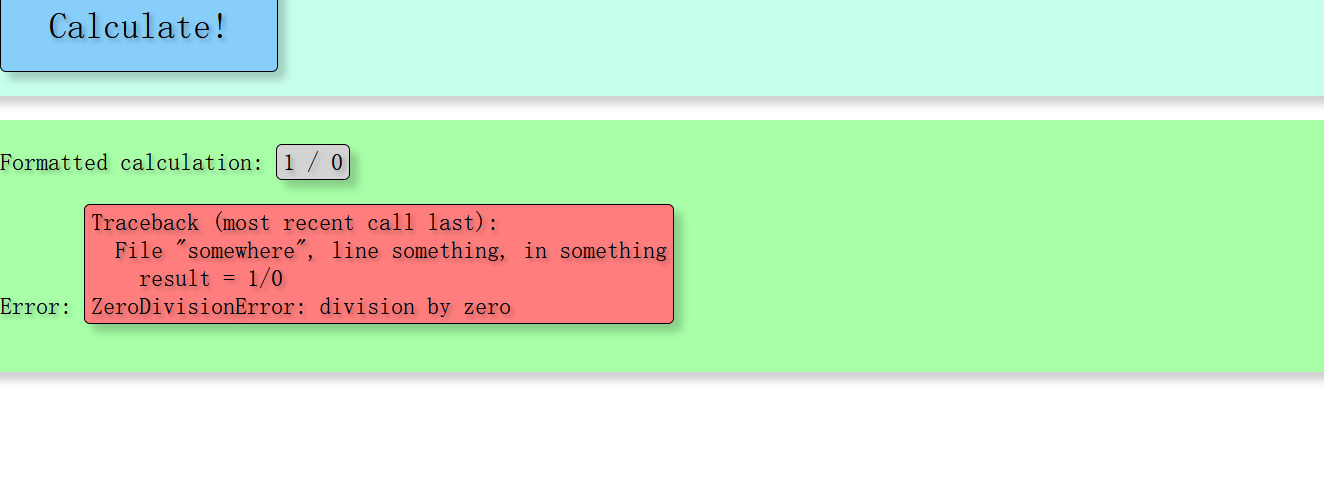 Calculate!
Formatted calculation: 1 / 0
Traceback (most recent call last):
  File "somewhere", line something, in something
    result = 1/0
Error: ZeroDivisionError: division by zero